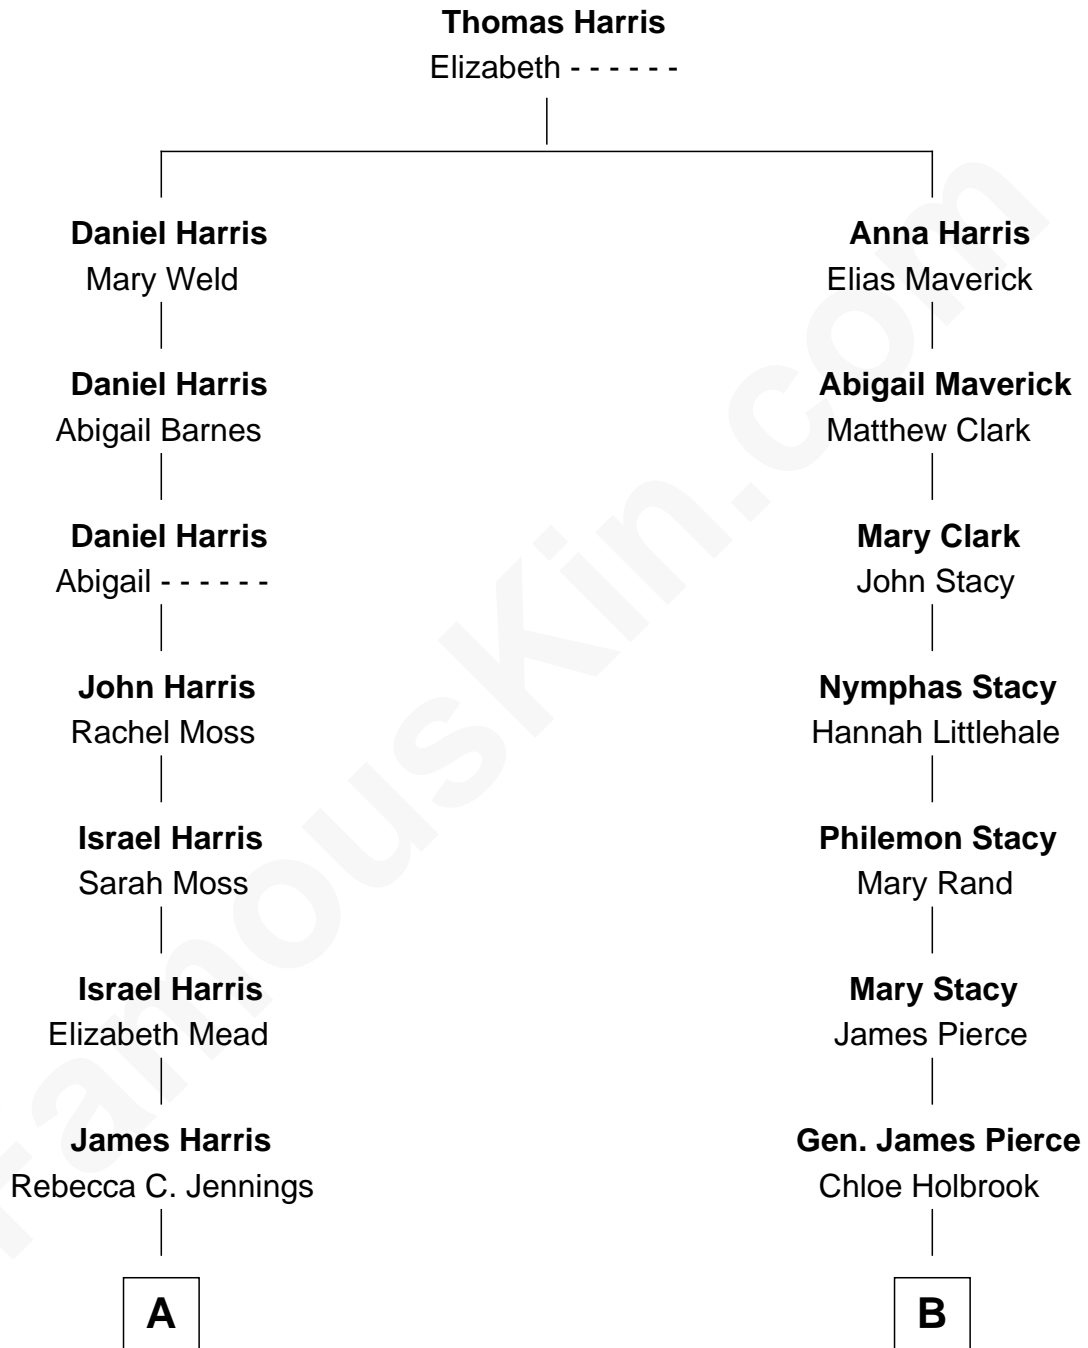 Thomas Harris
Elizabeth - - - - - -
Daniel Harris
Mary Weld
Anna Harris
Elias Maverick
Daniel Harris
Abigail Barnes
Abigail Maverick
Matthew Clark
Daniel Harris
Abigail - - - - - -
Mary Clark
John Stacy
John Harris
Rachel Moss
Nymphas Stacy
Hannah Littlehale
Israel Harris
Sarah Moss
Philemon Stacy
Mary Rand
Israel Harris
Elizabeth Mead
Mary Stacy
James Pierce
James Harris
Rebecca C. Jennings
Gen. James Pierce
Chloe Holbrook
A
B
FamousKin.com